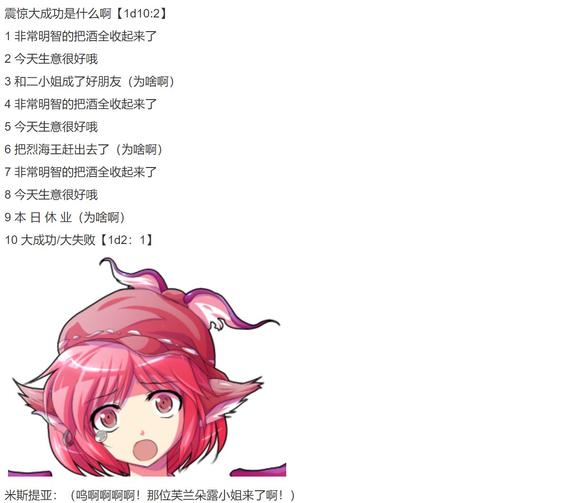 震惊大成功是什么啊【1d10:2】
1 非常明智的把酒全收起来了
2 今天生意很好哦
3 和二小姐成了好朋友（为啥啊）
4 非常明智的把酒全收起来了
5 今天生意很好哦
6 把烈海王赶出去了（为啥啊）
7 非常明智的把酒全收起来了
8 今天生意很好哦
9 本 日 休 业（为啥啊）
10 大成功/大失败【1d2：1】
米斯提亚：（呜啊啊啊啊！那位芙兰朵露小姐来了啊！）